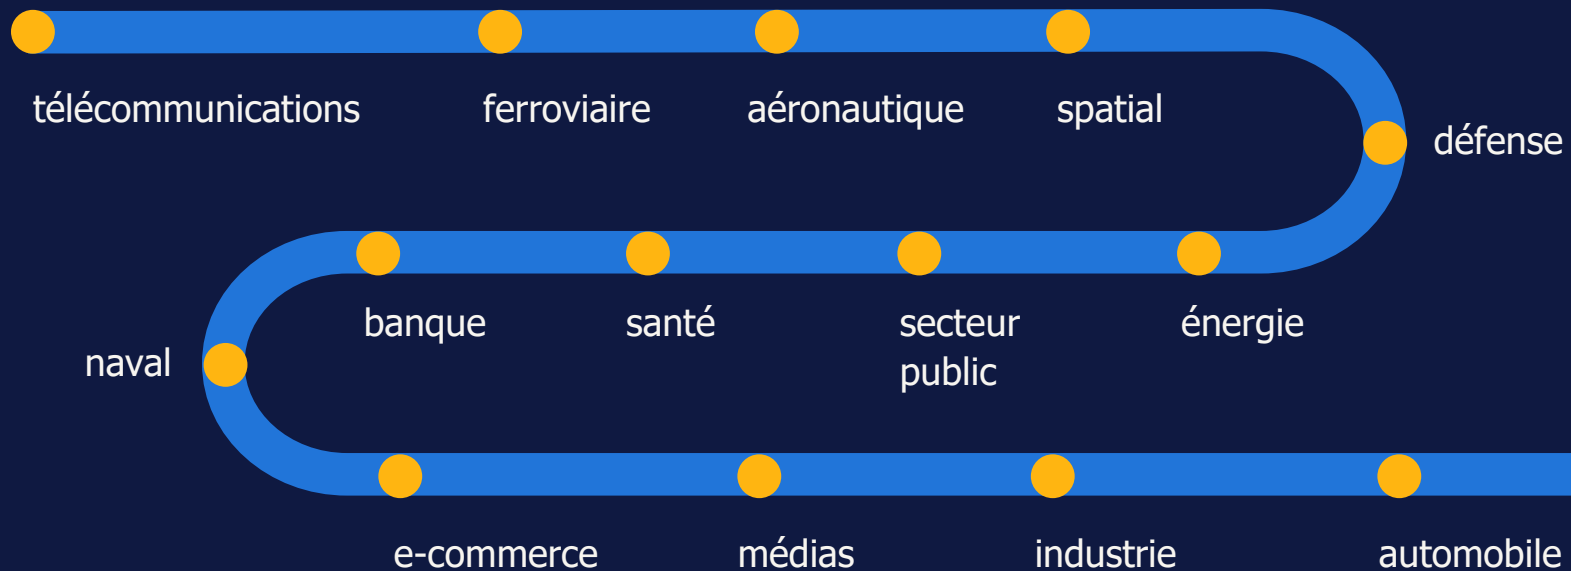 télécommunications
ferroviaire
aéronautique
spatial
défense
banque
santé
secteur
public
énergie
naval
e-commerce
médias
industrie
automobile